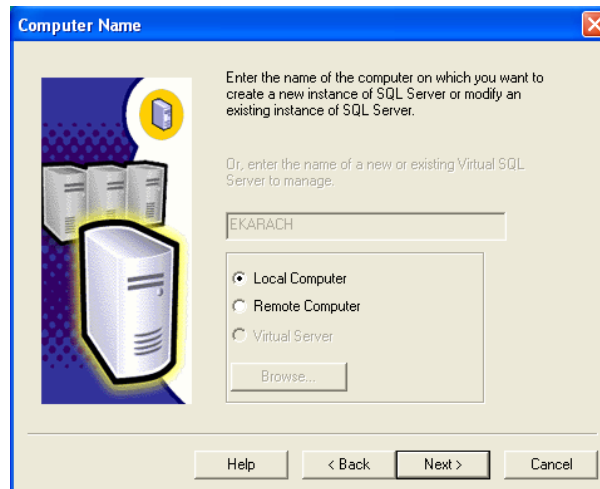 Computer Name
Enter the name of the computer on which you want to
create a new instance of SQL Server or modify an
existing instance of SQL Server.
Or, enter the name of a new or existing Virtual SQL
Server to manage.
EKARACH
Local Computer
Remote Computer
Virtual Server
Browse...
Help
< Back
Next >
Cancel